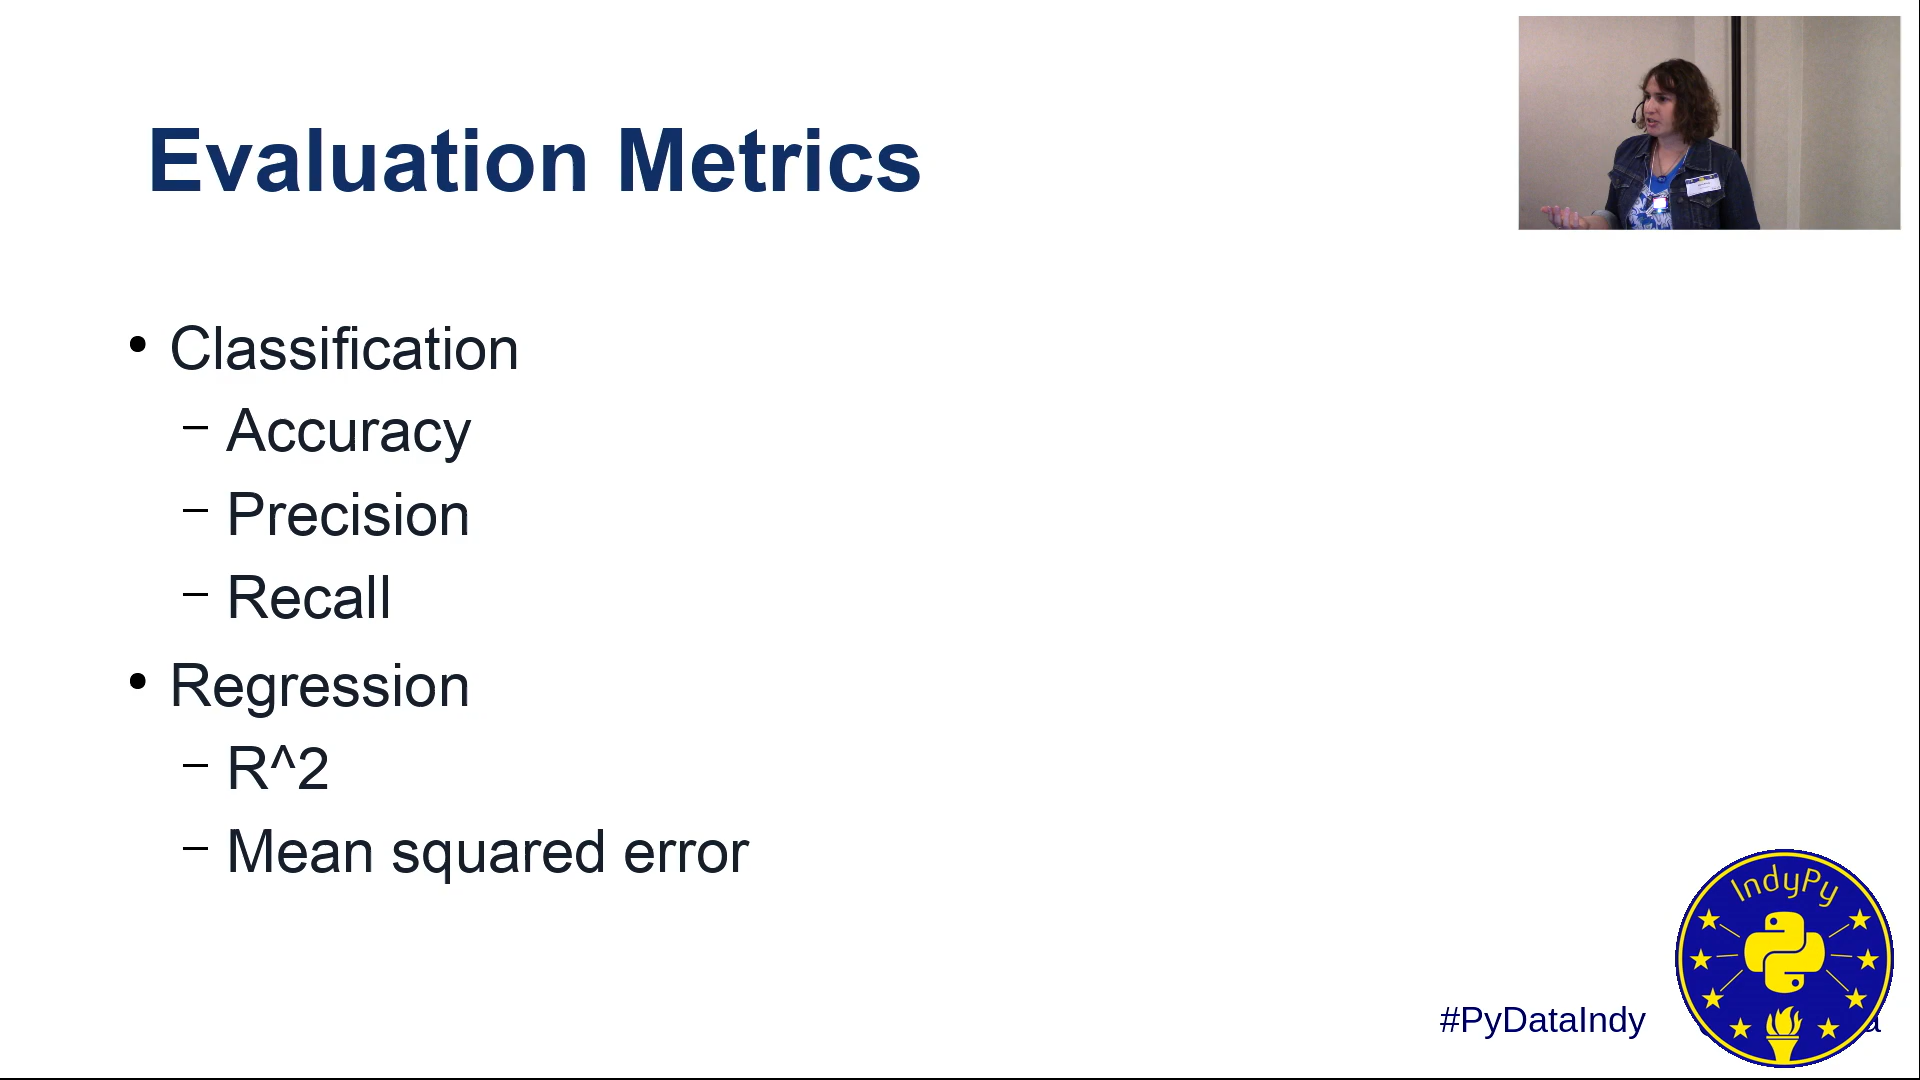 Evaluation Metrics
• Classification
– Accuracy
– Precision
– Recall
• Regression
– R^2
– Mean squared error
IndyPy
#PyDataIndy